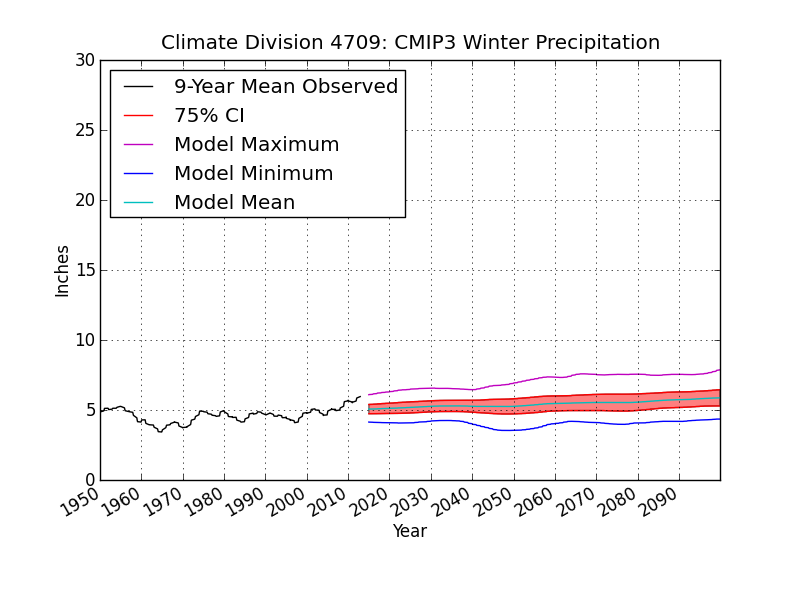 Climate Division 4709: CMIP3 Winter Precipitation
30
25
20
15
10
5
0
Inches
9-Year Mean Observed
75% CI
Model Maximum
Model Minimum
Model Mean
1950 1960 1970 1980 1990 2000 2010 2020 2030 2040 2050 2060 2070 2080 2090
Year